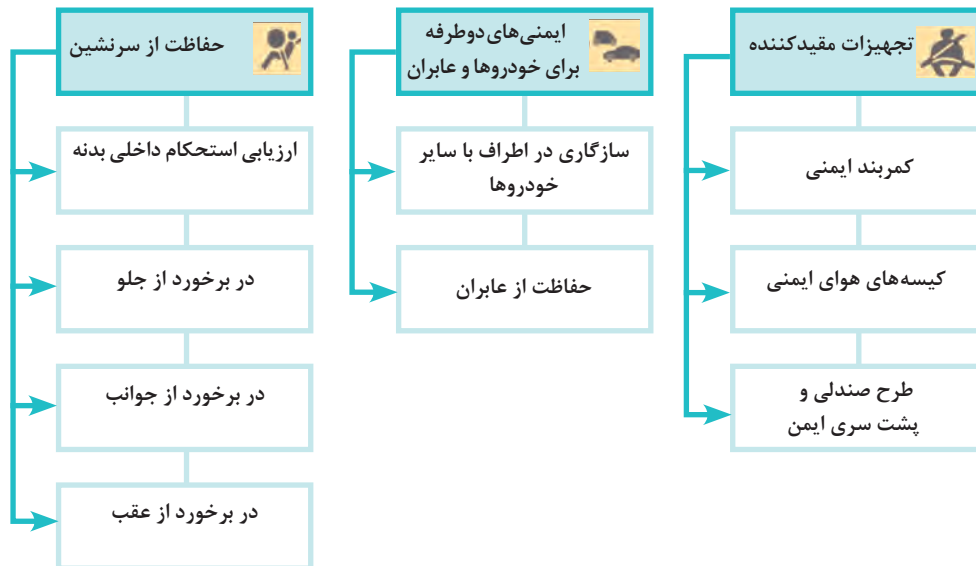 تجهیزات مقیدکننده
کمربند ایمنی
کیسه‌های هوای ایمنی
طرح صندلی و
پشت سری ایمن
ایمنی‌های دوطرفه
برای خودروها و عابران
سازگاری در اطراف با سایر
خودروها
حفاظت از عابران
حفاظت از سرنشین
ارزیابی استحکام داخلی بدنه
در برخورد از جلو
در برخورد از جوانب
در برخورد از عقب